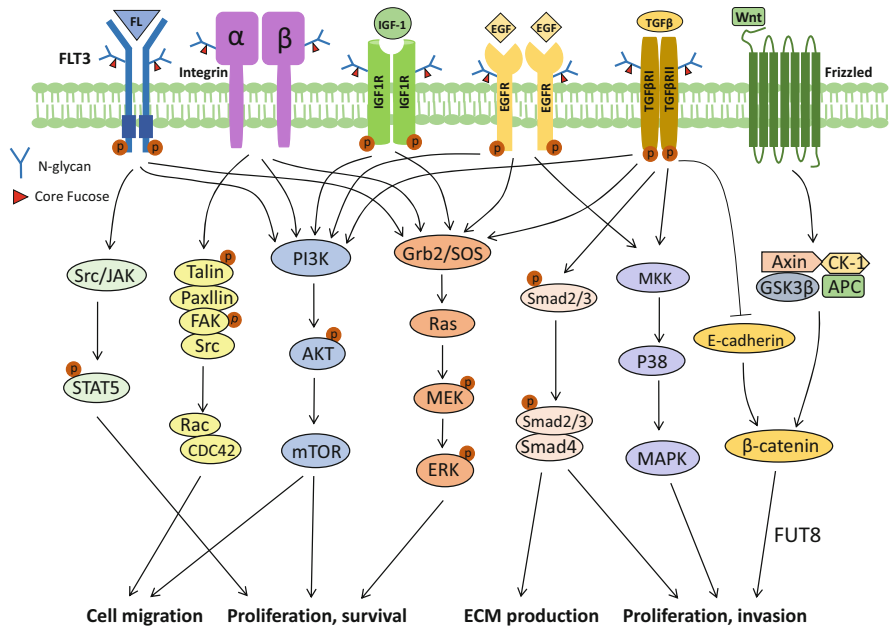 FL
FLT3
Integrin
α
β
IGF-1
IGF1R
IGF1R
EGF
EGF
EGFR
EGFR
TGFβ
TGFβRI
TGFβRII
Wnt
Frizzled
P
P
P
P
P
P
P
P
N-glycan
Core Fucose
Src/JAK
P
STAT5
P
Talin
Paxllin
FAK
P
Src
Rac
CDC42
PI3K
P
AKT
mTOR
Grb2/SOS
Ras
P
MEK
P
ERK
P
Smad2/3
P
Smad2/3
Smad4
MKK
P38
MAPK
Axin
CK-1
GSK3β
APC
E-cadherin
β-catenin
FUT8
Cell migration
Proliferation, survival
ECM production
Proliferation, invasion